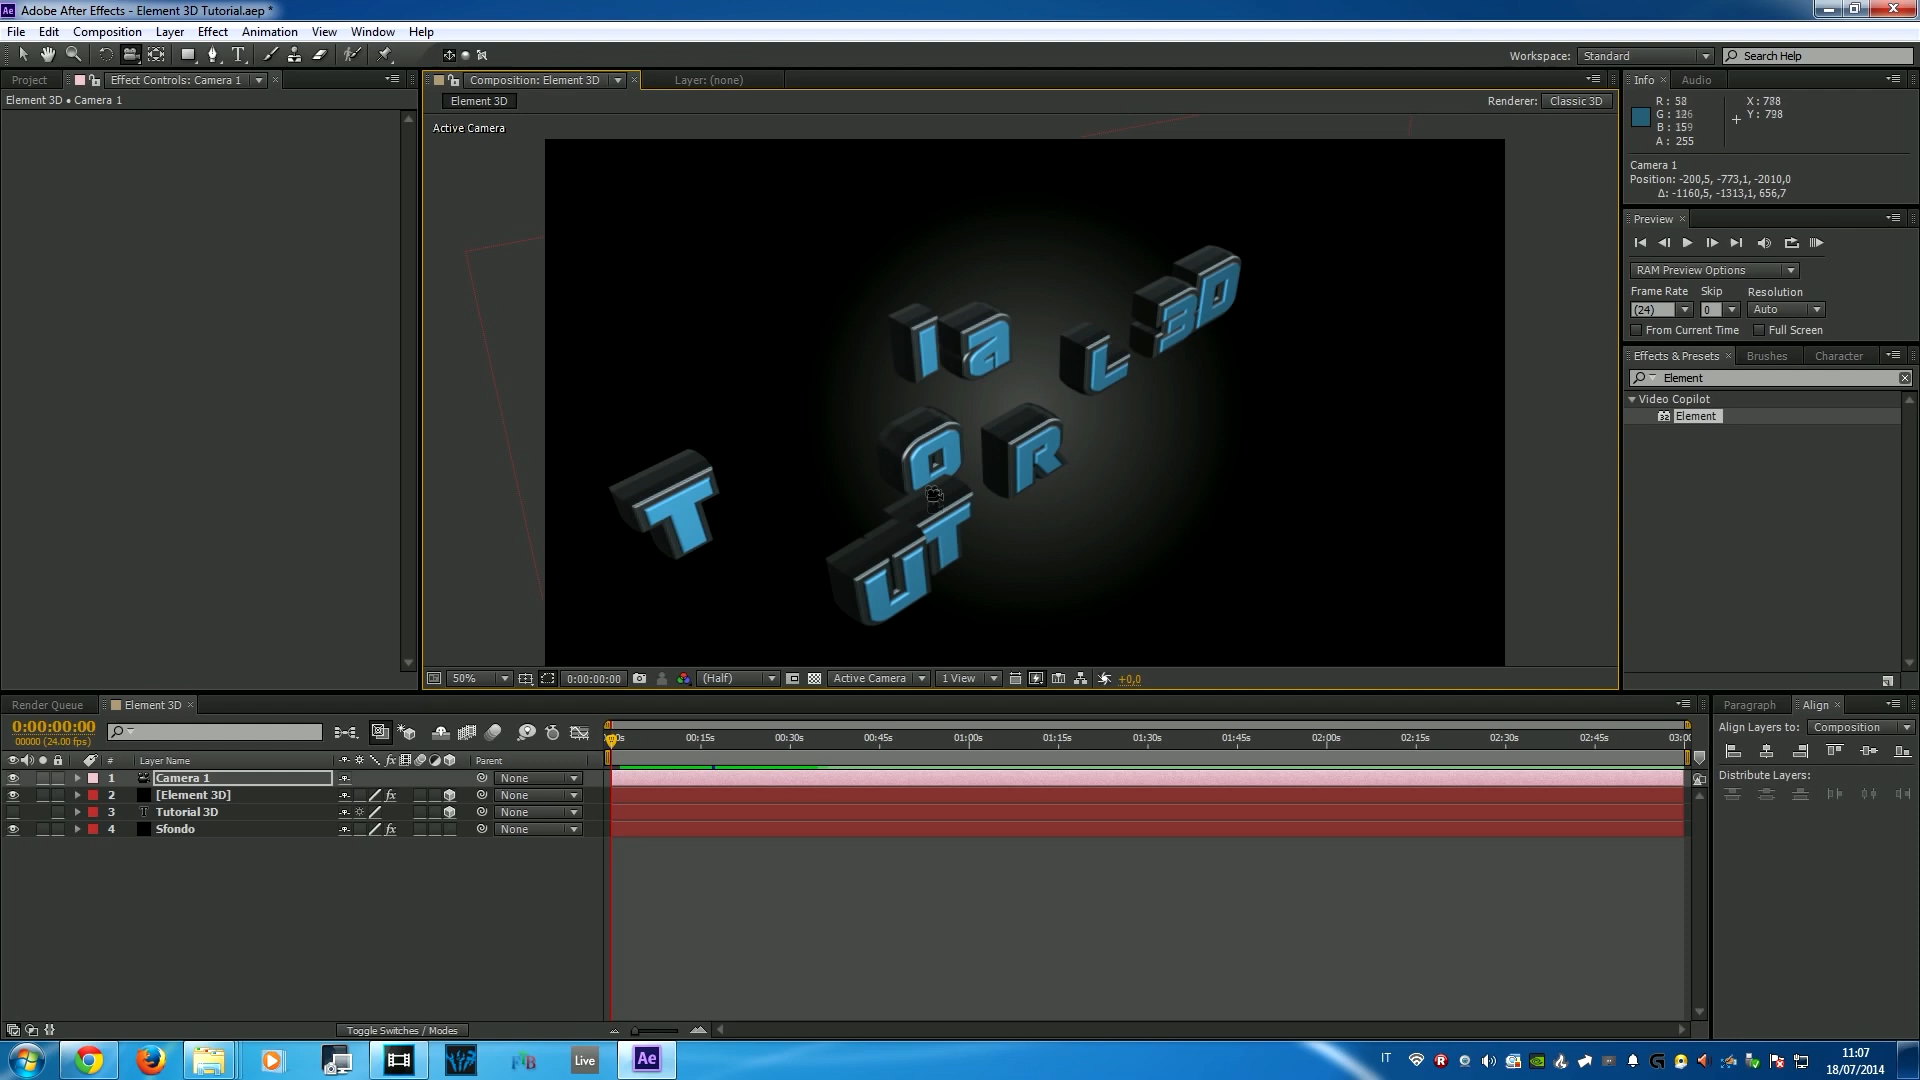 Adobe After Effects - Element 3D Tutorial.aep *
File Edit Composition Layer Effect Animation View Window Help
Workspace: Standard Search Help
Project Effect Controls: Camera 1 Composition: Element 3D Layer: (none) Info Audio
Element 3D • Camera 1
Element 3D
Renderer: Classic 3D
Active Camera
R: 58
G: 126
B: 159
A: 255
X: 788
Y: 798
Camera 1
Position: -200,5, -773,1, -2010,0
Δ: -1160,5, -1313,1, 656,7
Preview
RAM Preview Options
Frame Rate Skip Resolution
(24) 0 Auto
From Current Time Full Screen
Effects & Presets Brushes Character
Element
Video Copilot
Element
I a L 3D
O R
T
U T
50% 0:00:00:00 (Half) Active Camera 1 View +0,0
Render Queue Element 3D
0:00:00:00
00000 (24.00 fps)
00:15s 00:30s 00:45s 01:00s 01:15s 01:30s 01:45s 02:00s 02:15s 02:30s 02:45s 03:00
# Layer Name fx Parent
1 Camera 1 None
2 [Element 3D] fx None
3 Tutorial 3D None
4 Sfondo fx None
Toggle Switches / Modes
Paragraph Align
Align Layers to: Composition
Distribute Layers:
Live Ae IT
11:07
18/07/2014